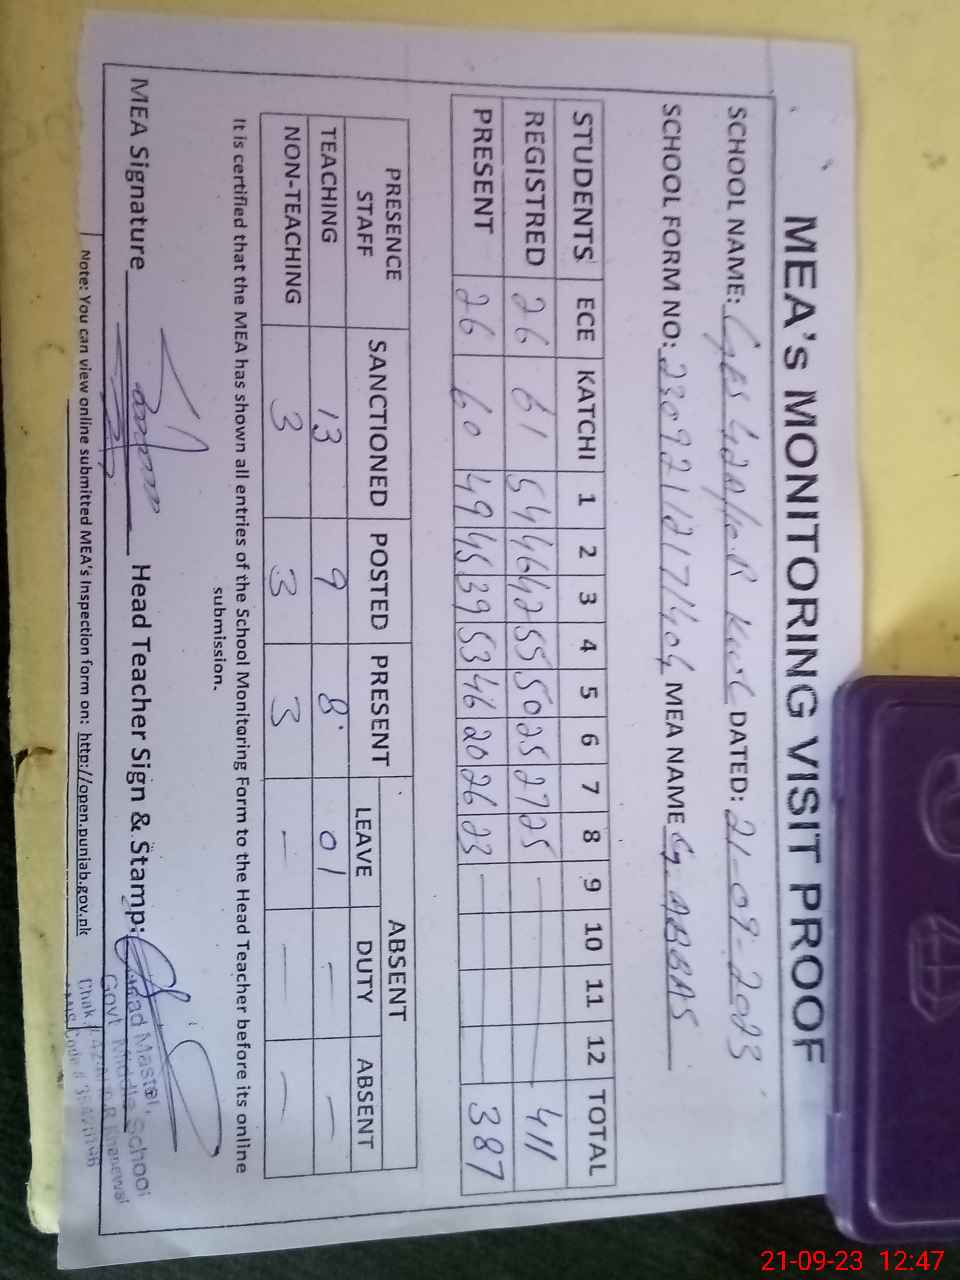 MEA's MONITORING VISIT PROOF
SCHOOL NAME: DATED: 21-09-2023
SCHOOL FORM NO: MEA NAME ABBAS
STUDENTS ECE KATCHI 1 2 3 4 5 6 7 8 9 10 11 12 TOTAL
REGISTRED 26 61 54 46 42 55 50 25 27 25 — 411
PRESENT 26 60 49 45 39 53 46 20 26 23 — 387
PRESENCE STAFF SANCTIONED POSTED PRESENT ABSENT
LEAVE DUTY ABSENT
TEACHING 13 9 8 01 — —
NON-TEACHING 3 3 3 — — —
It is certified that the MEA has shown all entries of the School Monitoring Form to the Head Teacher before its online
submission.
MEA Signature Head Teacher Sign & Stamp:
Head Master,
Govt. Middle School
Chak #
Note: You can view online submitted MEA's Inspection form on: http://open.punjab.gov.pk
21-09-23 12:47